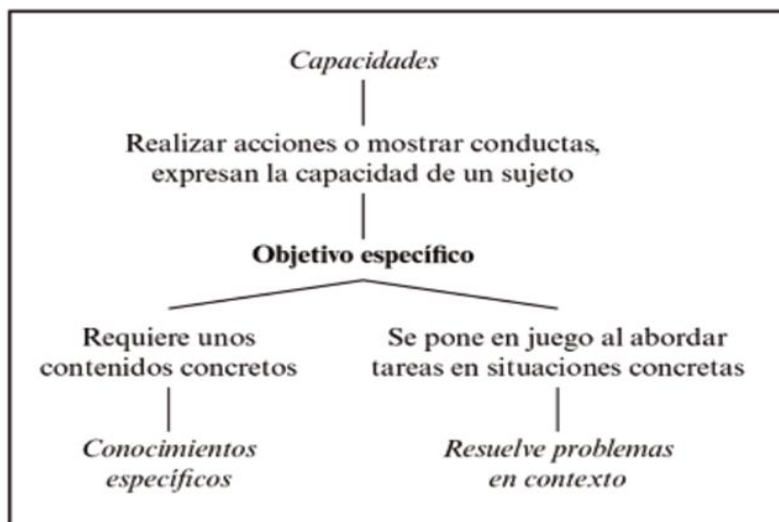 Capacidades
Realizar acciones o mostrar conductas,
expresan la capacidad de un sujeto
Objetivo específico
Requiere unos
contenidos concretos
Se pone en juego al abordar
tareas en situaciones concretas
Conocimientos
específicos
Resuelve problemas
en contexto